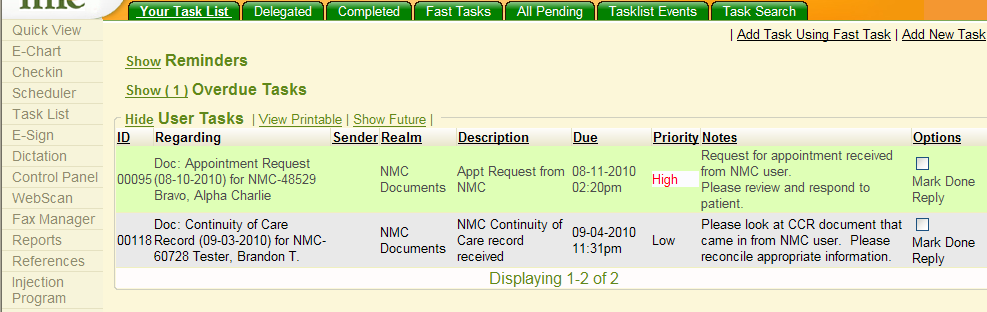 Your Task List Delegated Completed Fast Tasks All Pending Tasklist Events Task Search
| Add Task Using Fast Task | Add New Task
Quick View
E-Chart
Checkin
Scheduler
Task List
E-Sign
Dictation
Control Panel
WebScan
Fax Manager
Reports
References
Injection
Program
Show Reminders
Show ( 1 ) Overdue Tasks
Hide User Tasks | View Printable | Show Future |
ID Regarding Sender Realm Description Due Priority Notes Options
00095 Doc: Appointment Request
(08-10-2010) for NMC-48529
Bravo, Alpha Charlie
NMC
Documents
Appt Request from
NMC
08-11-2010
02:20pm
High
Request for appointment received
from NMC user.
Please review and respond to
patient.
Mark Done
Reply
00118 Doc: Continuity of Care
Record (09-03-2010) for NMC-
60728 Tester, Brandon T.
NMC
Documents
NMC Continuity
of Care record
received
09-04-2010
11:31pm
Low
Please look at CCR document that
came in from NMC user. Please
reconcile appropriate information.
Mark Done
Reply
Displaying 1-2 of 2